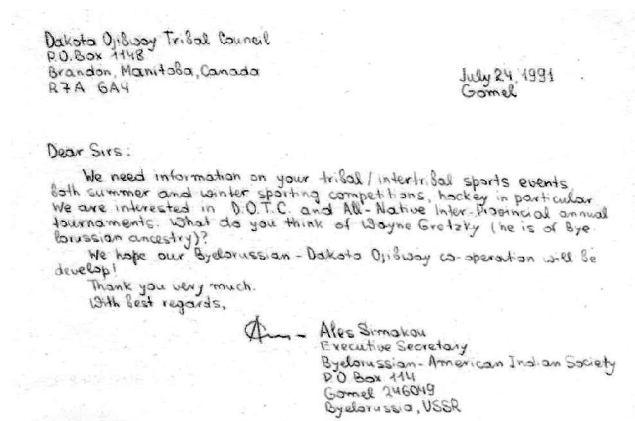 Dakota Ojibway Tribal Council
P.O. Box 1148
Brandon, Manitoba, Canada
R7A 6A4
July 24, 1991
Gomel
Dear Sirs:
We need information on your tribal/intertribal sports events,
both summer and winter sporting competitions, hockey in particular
We are interested in D.O.T.C. and All-Native Inter-Provincial annual
tournaments. What do you think of Wayne Gretzky (he is of Bye-
lorussian ancestry)?
We hope our Byelorussian-Dakota Ojibway co-operation will be
develop!
Thank you very much.
With best regards,
Ales Simakou
Executive Secretary
Byelorussian-American Indian Society
P.O. Box 114
Gomel 246049
Byelorussia, USSR